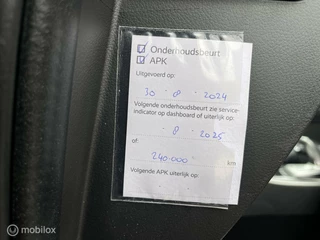 Onderhoudsbeurt
APK
Uitgevoerd op:
30 - 8 - 2024
Volgende onderhoudsbeurt zie service-
indicator op dashboard of uiterlijk op
- 8 - 2025
of
240.000 km
Volgende APK uiterlijk op:
mobilox